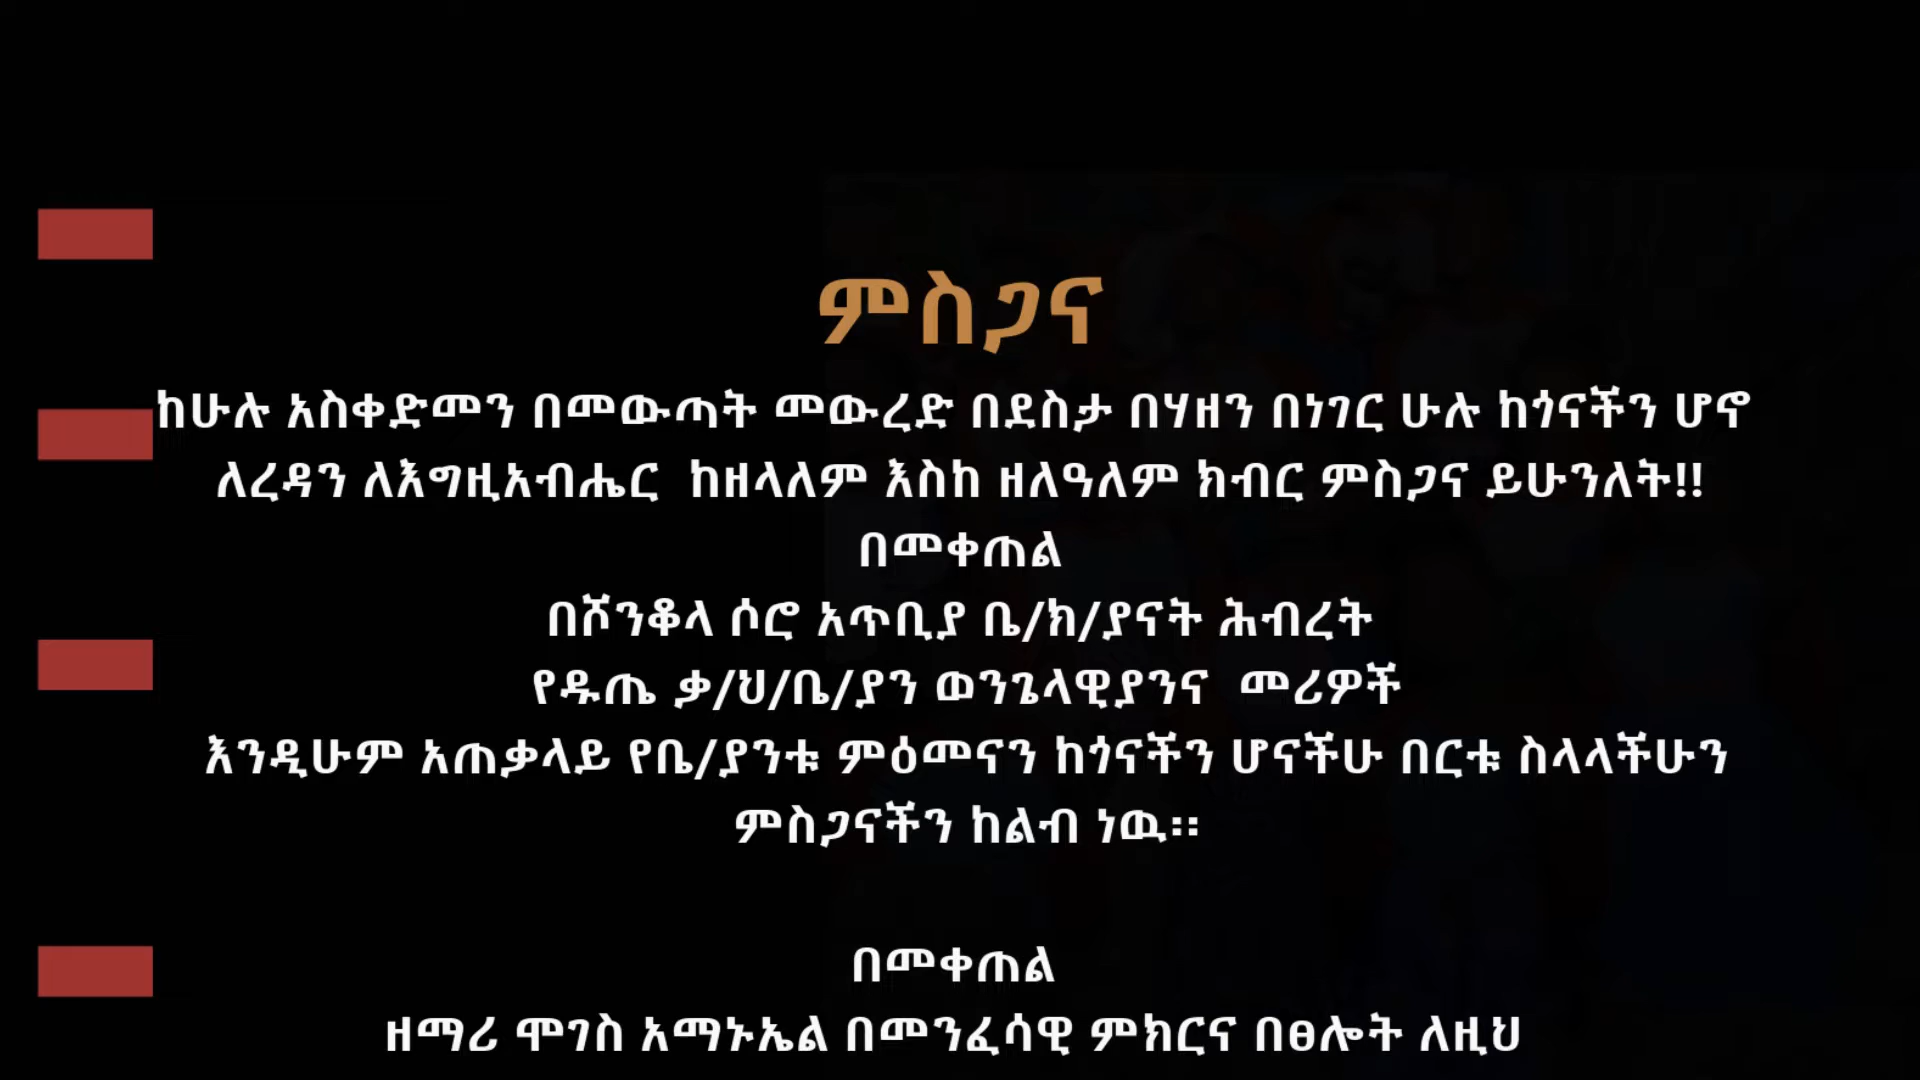 ምስጋና
ከሁሉ አስቀድመን በመውጣት መውረድ በደስታ በሃዘን በነገር ሁሉ ከጎናችን ሆኖ
ለረዳን ለእግዚአብሔር ከዘላለም እስከ ዘለዓለም ክብር ምስጋና ይሁንለት!!
በመቀጠል
በሾንቆላ ሶሮ አጥቢያ ቤ/ክ/ያናት ሕብረት
የዱጤ ቃ/ህ/ቤ/ያን ወንጌላዊያንና መሪዎች
እንዲሁም አጠቃላይ የቤ/ያንቱ ምዕመናን ከጎናችን ሆናችሁ በርቱ ስላላችሁን
ምስጋናችን ከልብ ነዉ።
በመቀጠል
ዘማሪ ሞገስ አማኑኤል በመንፈሳዊ ምክርና በፀሎት ለዚህ